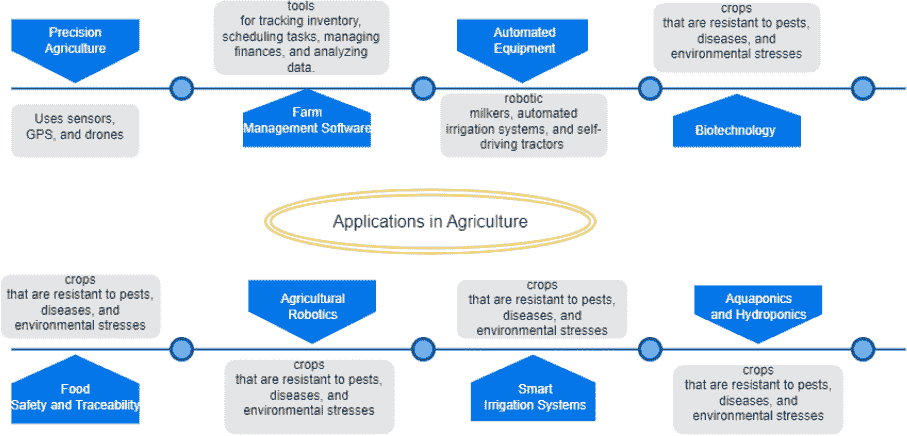 Precision
Agriculture
Uses sensors,
GPS, and drones
tools
for tracking inventory,
scheduling tasks, managing
finances, and analyzing
data.
Farm
Management Software
Automated
Equipment
robotic
milkers, automated
irrigation systems, and self-
driving tractors
crops
that are resistant to pests,
diseases, and
environmental stresses
Biotechnology
Applications in Agriculture
crops
that are resistant to pests,
diseases, and
environmental stresses
Food
Safety and Traceability
Agricultural
Robotics
crops
that are resistant to pests,
diseases, and
environmental stresses
crops
that are resistant to pests,
diseases, and
environmental stresses
Smart
Irrigation Systems
Aquaponics
and Hydroponics
crops
that are resistant to pests,
diseases, and
environmental stresses